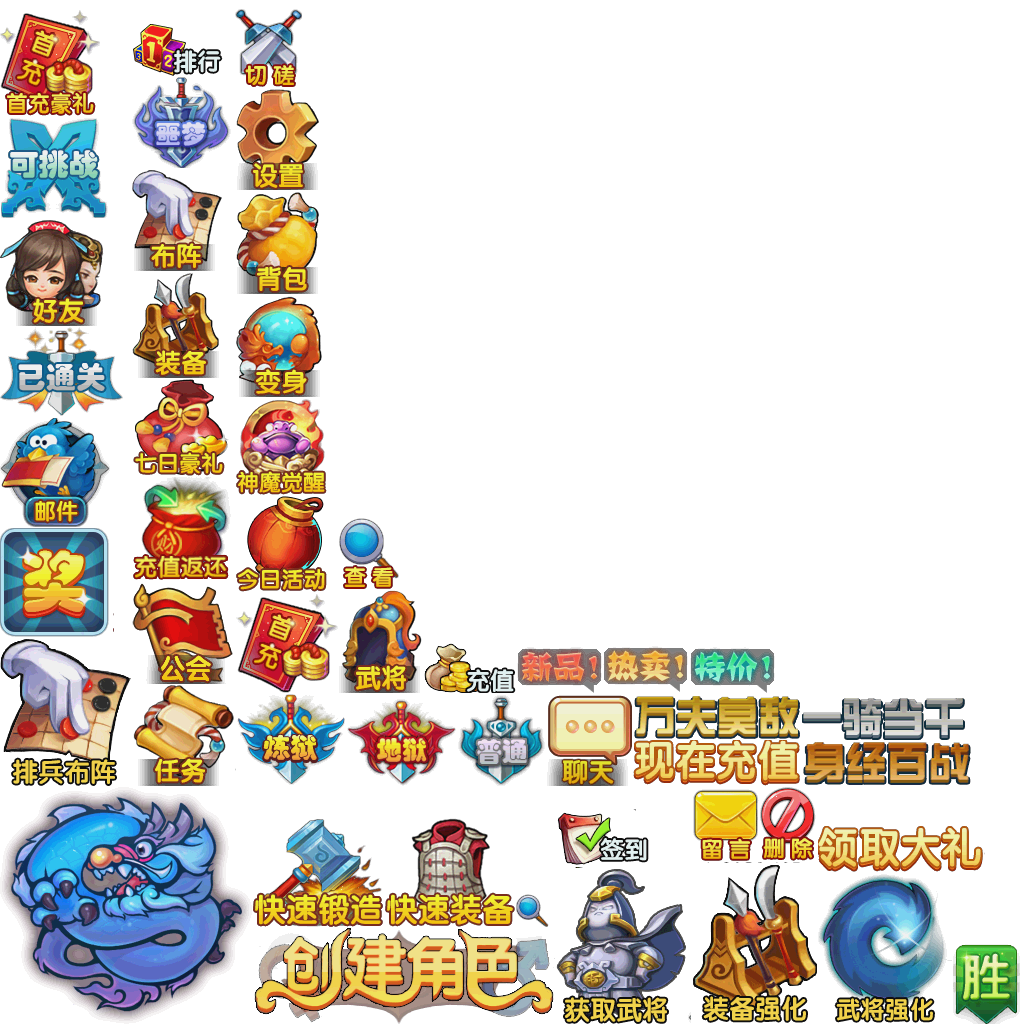 首充
首充豪礼
1
2
3
排行
切磋
可挑战
噩梦
设置
好友
布阵
背包
已通关
装备
变身
邮件
七日豪礼
神魔觉醒
奖
财
充值返还
今日活动
查看
公会
首充
武将
充值
新品!
热卖!
特价!
排兵布阵
任务
炼狱
地狱
普通
聊天
万夫莫敌
一骑当千
现在充值
身经百战
快速锻造
快速装备
签到
留言
删除
领取大礼
创建角色
获取武将
装备强化
武将强化
胜